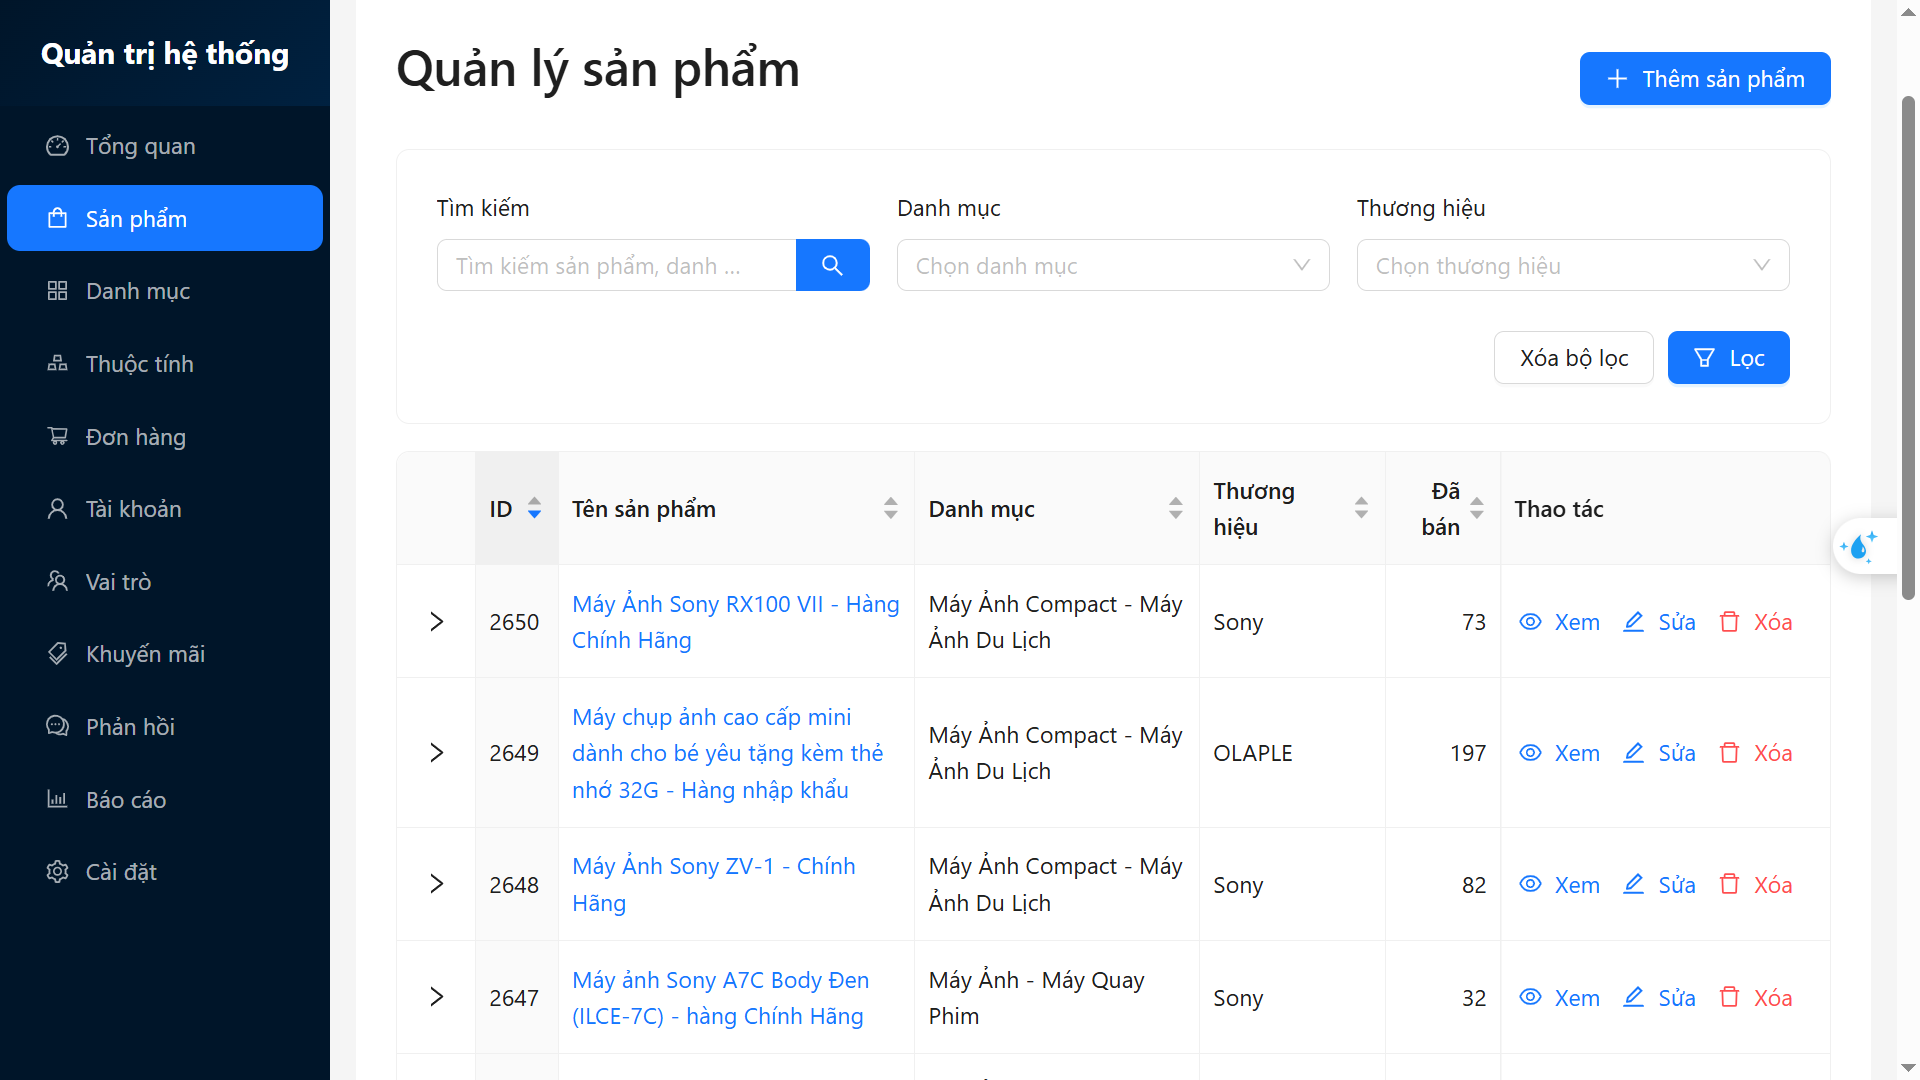 Quản trị hệ thống
Tổng quan
Sản phẩm
Danh mục
Thuộc tính
Đơn hàng
Tài khoản
Vai trò
Khuyến mãi
Phản hồi
Báo cáo
Cài đặt
Quản lý sản phẩm
Thêm sản phẩm
Tìm kiếm
Danh mục
Thương hiệu
Tìm kiếm sản phẩm, danh ...
Chọn danh mục
Chọn thương hiệu
Xóa bộ lọc
Lọc
ID
Tên sản phẩm
Danh mục
Thương
hiệu
Đã
bán
Thao tác
2650
Máy Ảnh Sony RX100 VII - Hàng
Chính Hãng
Máy Ảnh Compact - Máy
Ảnh Du Lịch
Sony
73
Xem
Sửa
Xóa
2649
Máy chụp ảnh cao cấp mini
dành cho bé yêu tặng kèm thẻ
nhớ 32G - Hàng nhập khẩu
Máy Ảnh Compact - Máy
Ảnh Du Lịch
OLAPLE
197
Xem
Sửa
Xóa
2648
Máy Ảnh Sony ZV-1 - Chính
Hãng
Máy Ảnh Compact - Máy
Ảnh Du Lịch
Sony
82
Xem
Sửa
Xóa
2647
Máy ảnh Sony A7C Body Đen
(ILCE-7C) - hàng Chính Hãng
Máy Ảnh - Máy Quay
Phim
Sony
32
Xem
Sửa
Xóa